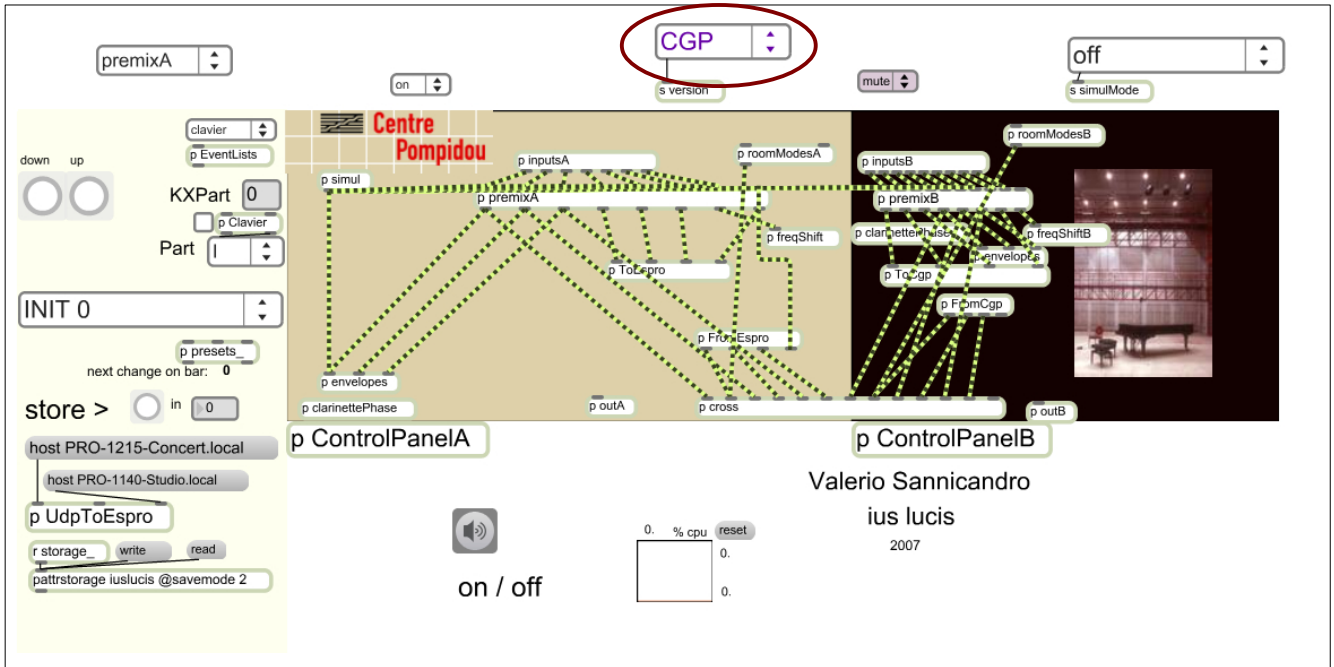 premixA
on
CGP
s version
mute
off
s simulMode
clavier
p EventLists
down up
KXPart 0
p Clavier
Part
INIT 0
p presets_
next change on bar: 0
store > in 0
host PRO-1215-Concert.local
host PRO-1140-Studio.local
p UdpToEspro
r storage_ write read
pattrstorage iuslucis @savemode 2
Centre
Pompidou
p simul
p inputsA
p roomModesA
p premixA
p freqShift
p ToEspro
p FromEspro
p envelopes
p clarinettePhase
p outA
p cross
p roomModesB
p inputsB
p premixB
p clarinettePhase
p freqShiftB
p envelopes
p ToCgp
p FromCgp
p outB
p ControlPanelA
p ControlPanelB
Valerio Sannicandro
ius lucis
2007
on / off
0. % cpu reset
0.
0.